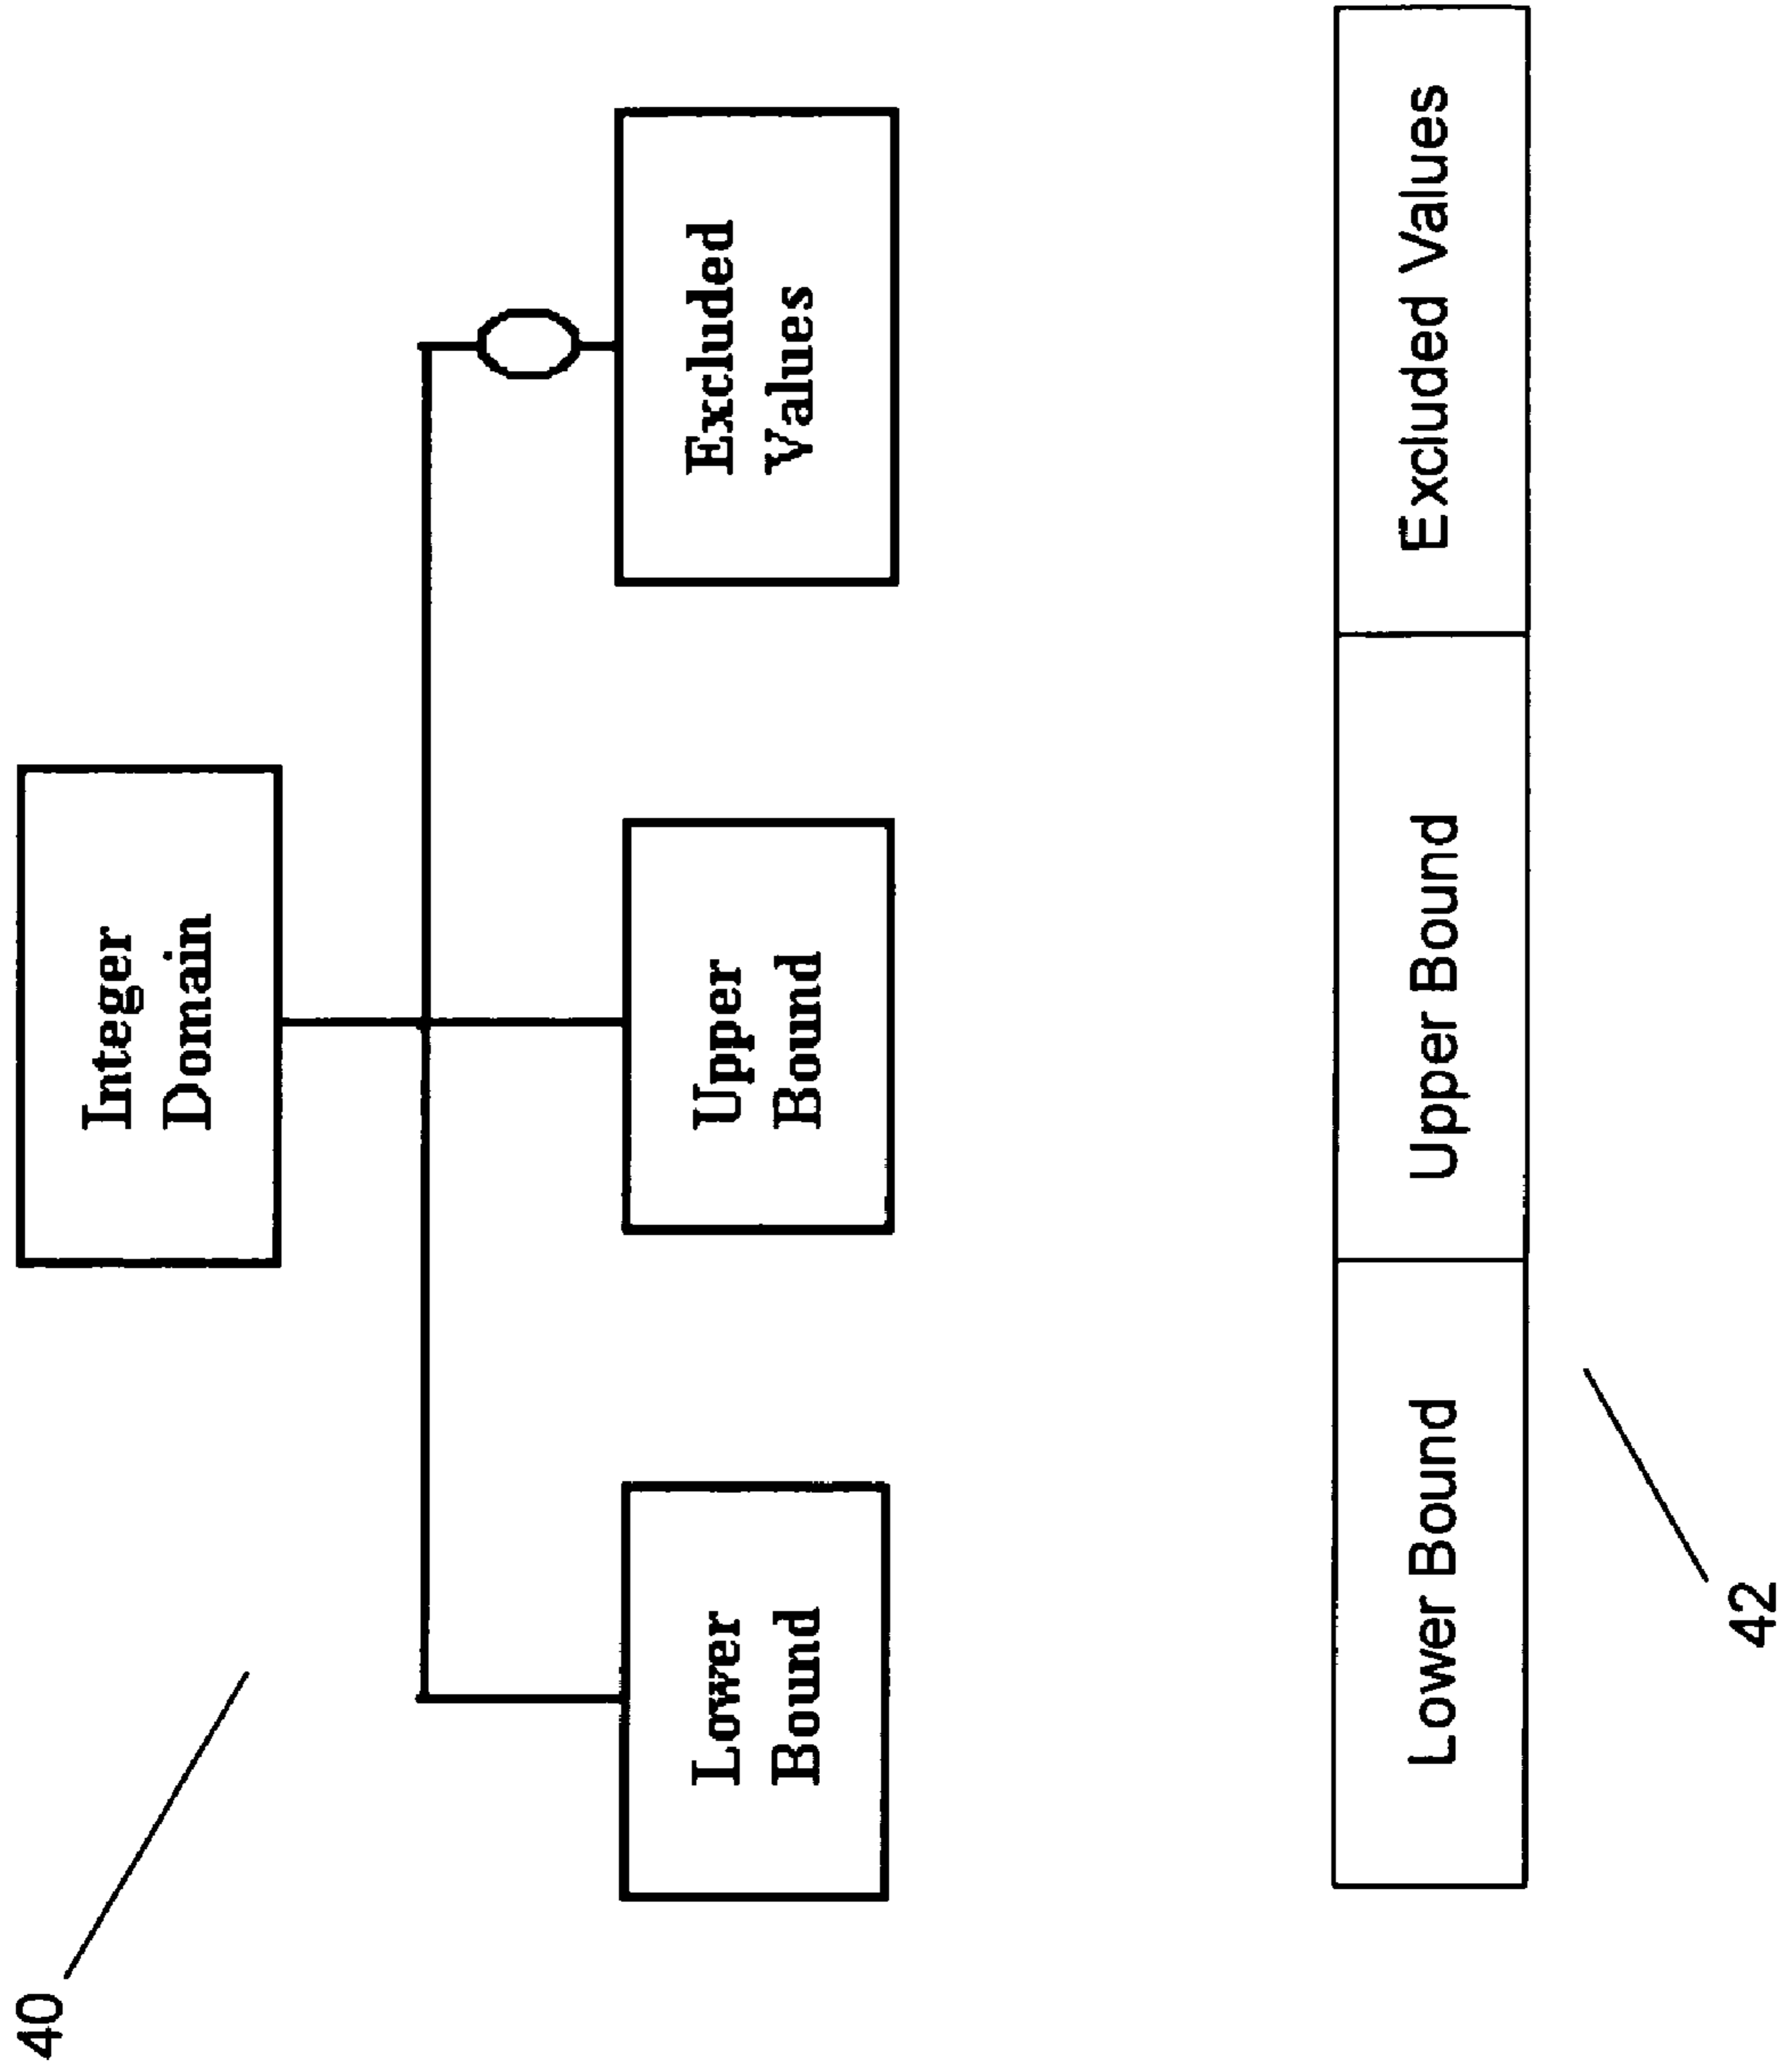 40
Integer
Domain
Lower
Bound
Upper
Bound
Excluded
Values
Lower Bound
Upper Bound
Excluded Values
42